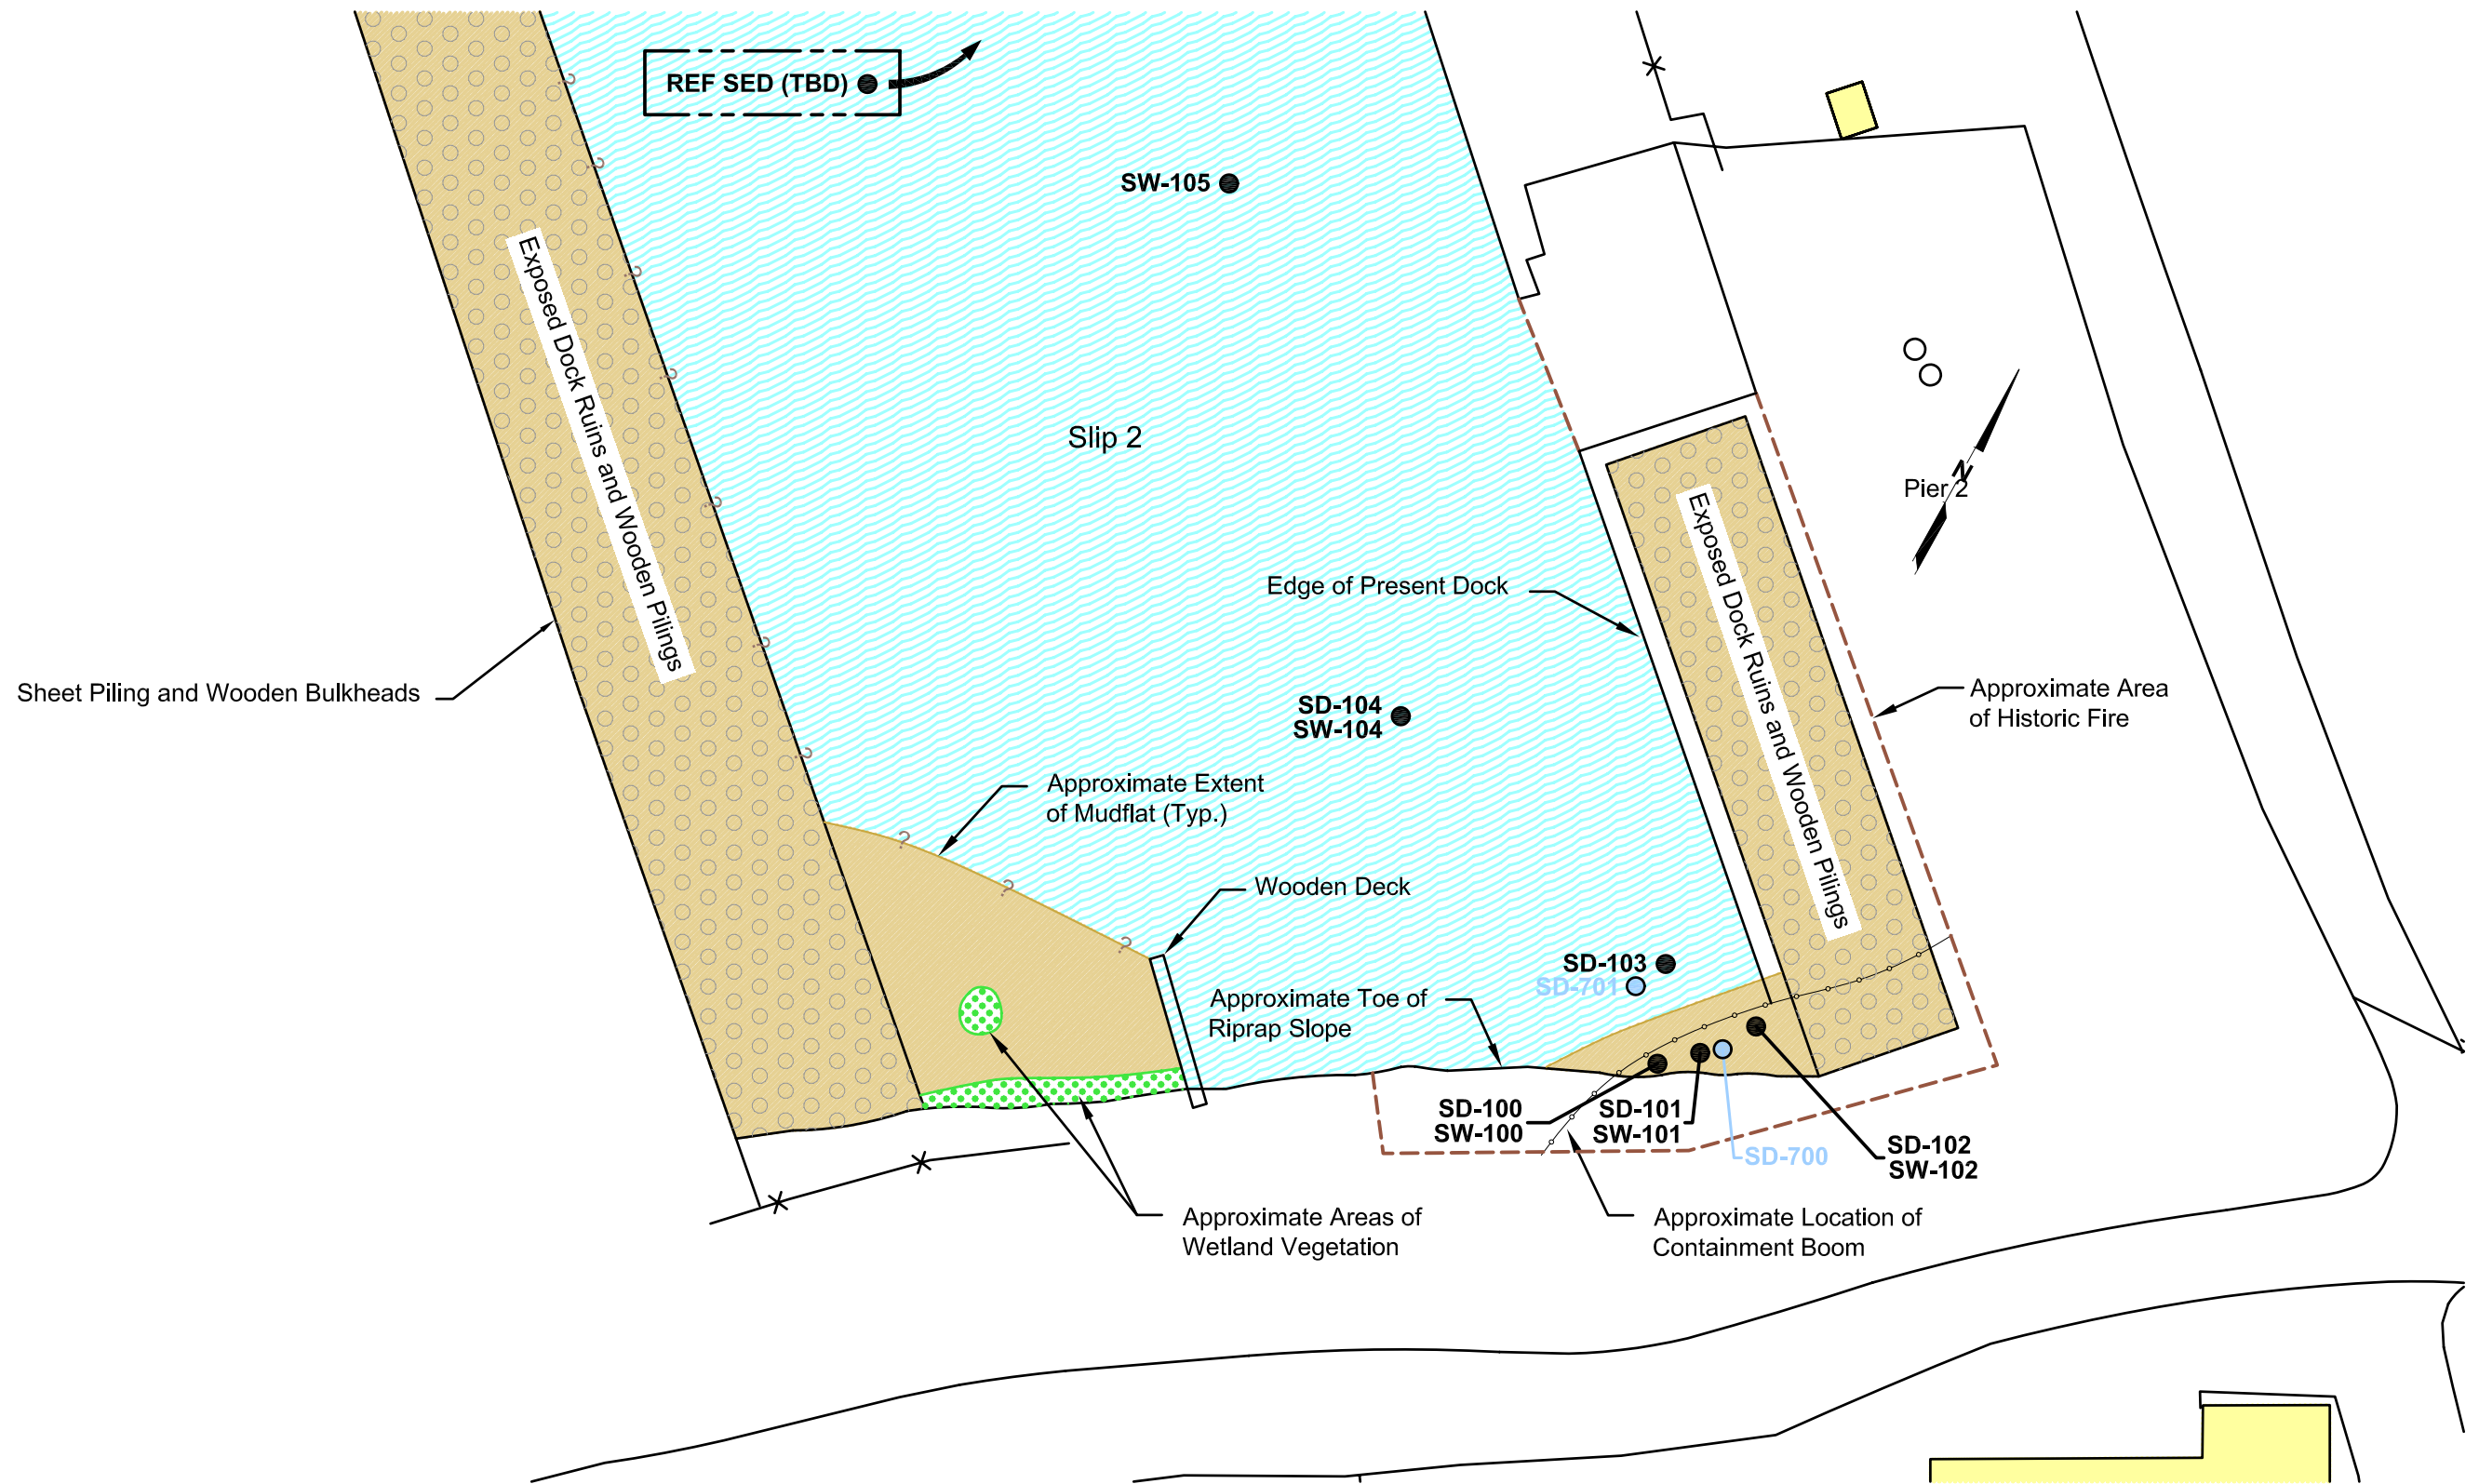 REF SED (TBD)
SW-105
Exposed Dock Ruins and Wooden Pilings
Slip 2
Pier 2
N
Edge of Present Dock
Exposed Dock Ruins and Wooden Pilings
Sheet Piling and Wooden Bulkheads
Approximate Area
of Historic Fire
SD-104
SW-104
Approximate Extent
of Mudflat (Typ.)
Wooden Deck
SD-103
SD-701
Approximate Toe of
Riprap Slope
SD-100
SW-100
SD-101
SW-101
SD-700
SD-102
SW-102
Approximate Areas of
Wetland Vegetation
Approximate Location of
Containment Boom
?
?
?
?
?
?
?
?
?
?